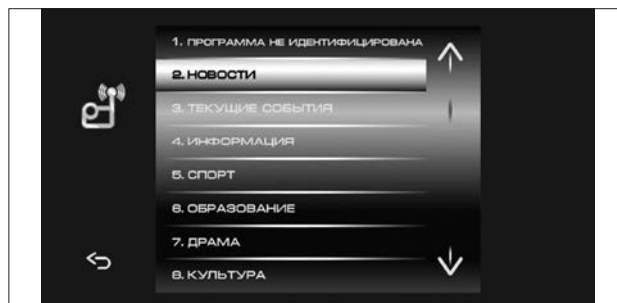 1. ПРОГРАММА НЕ ИДЕНТИФИЦИРОВАНА
2. НОВОСТИ
3. ТЕКУЩИЕ СОБЫТИЯ
4. ИНФОРМАЦИЯ
5. СПОРТ
6. ОБРАЗОВАНИЕ
7. ДРАМА
8. КУЛЬТУРА